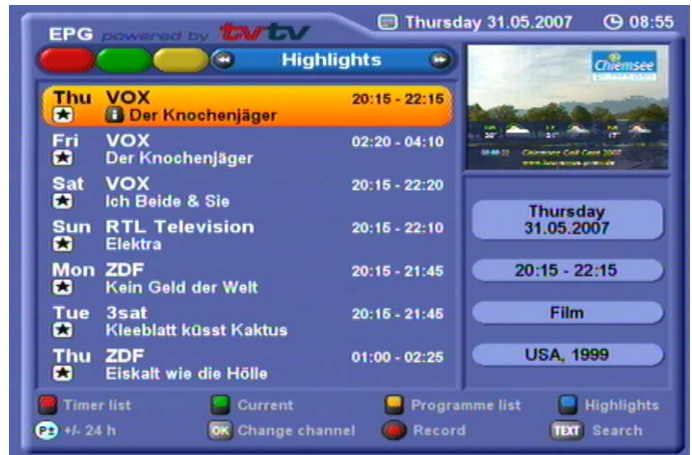 EPG powered by tvtv
Thursday 31.05.2007 08:55
Highlights
Chiemsee
Thu VOX 20:15 - 22:15
Der Knochenjäger
Fri VOX 02:20 - 04:10
Der Knochenjäger
Sat VOX 20:15 - 22:20
Ich Beide & Sie
Sun RTL Television 20:15 - 22:10
Elektra
Mon ZDF 20:15 - 21:45
Kein Geld der Welt
Tue 3sat 20:15 - 21:45
Kleeblatt küsst Kaktus
Thu ZDF 01:00 - 02:25
Eiskalt wie die Hölle
Thursday
31.05.2007
20:15 - 22:15
Film
USA, 1999
Timer list Current Programme list Highlights
P± +/- 24 h OK Change channel Record TEXT Search